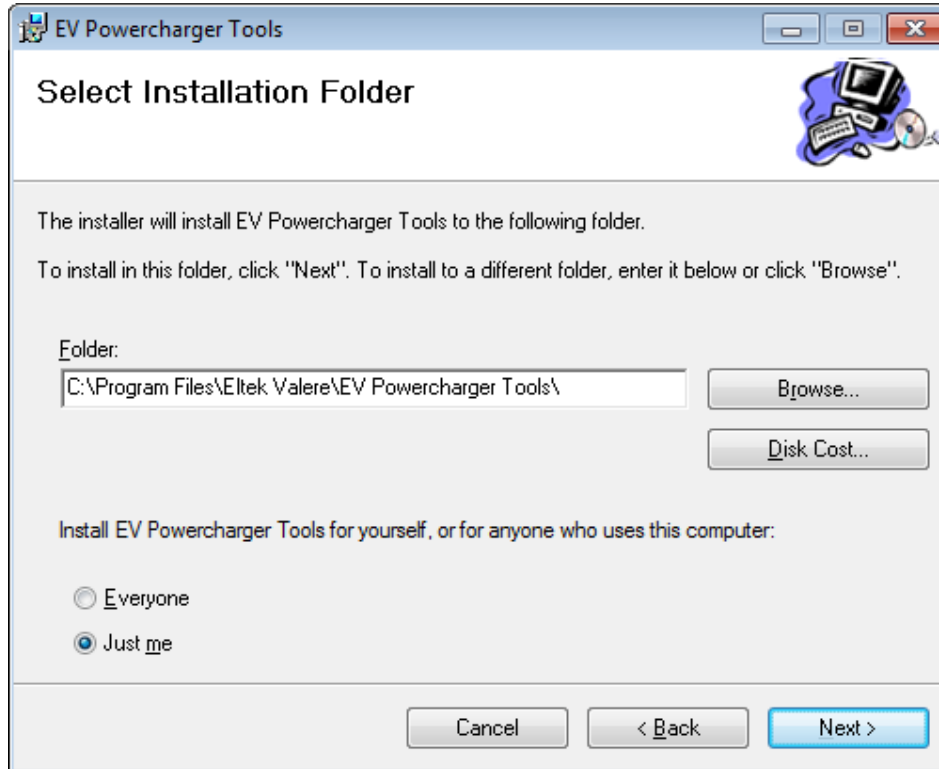 EV Powercharger Tools
Select Installation Folder
The installer will install EV Powercharger Tools to the following folder.
To install in this folder, click "Next". To install to a different folder, enter it below or click "Browse".
Folder:
C:\Program Files\Eltek Valere\EV Powercharger Tools\
Browse...
Disk Cost...
Install EV Powercharger Tools for yourself, or for anyone who uses this computer:
Everyone
Just me
Cancel
< Back
Next >